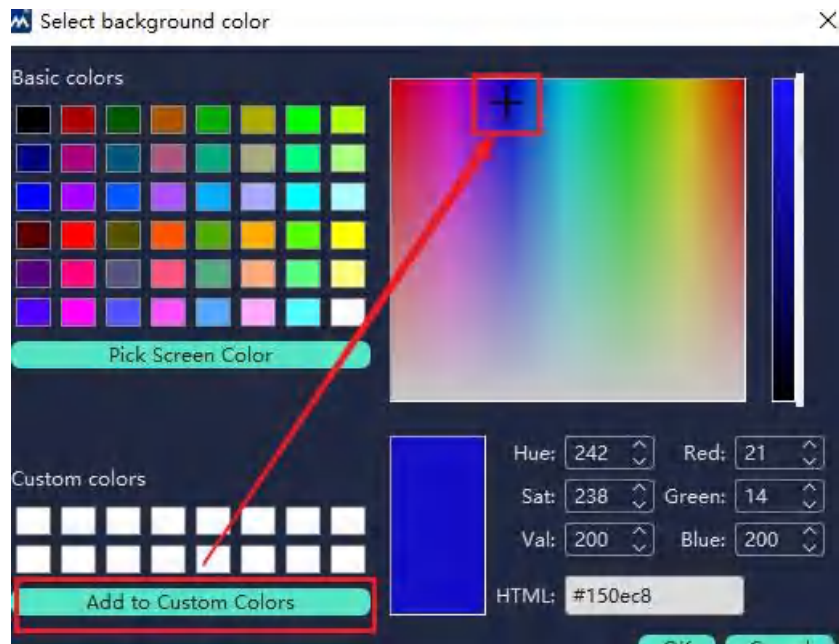 Select background color
Basic colors
Pick Screen Color
Custom colors
Add to Custom Colors
Hue: 242
Red: 21
Sat: 238
Green: 14
Val: 200
Blue: 200
HTML: #150ec8